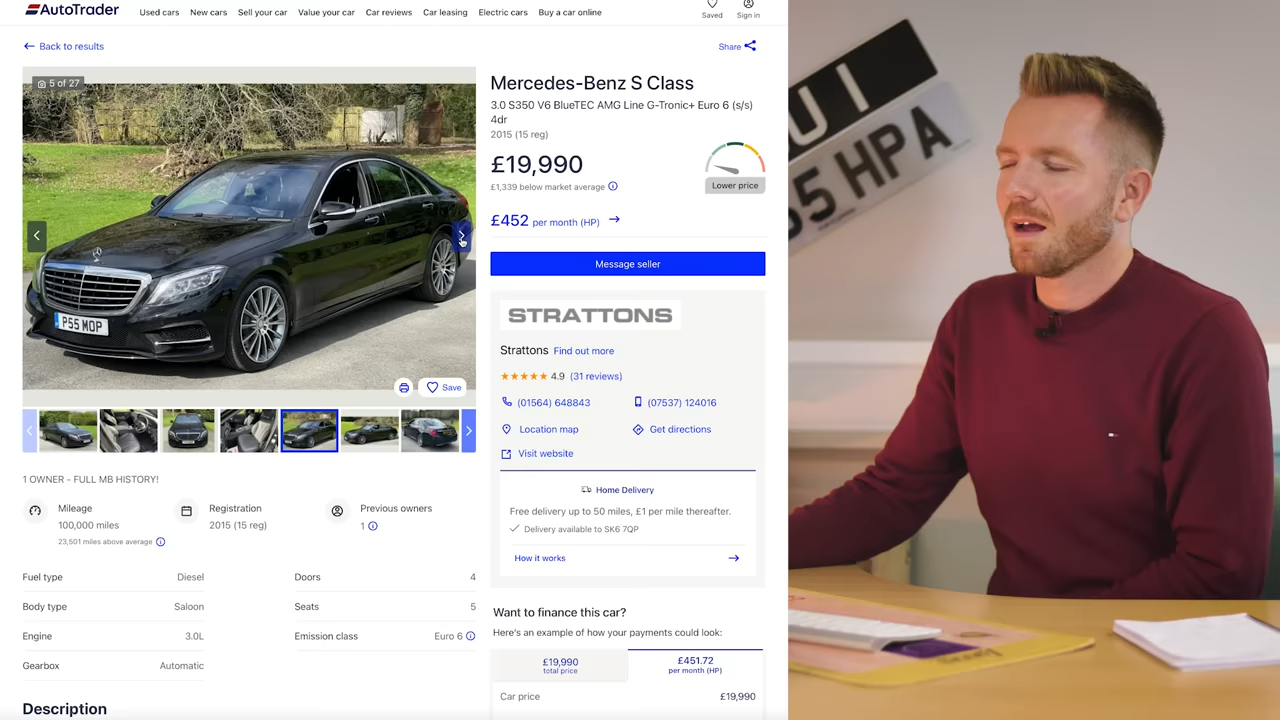 AutoTrader
Used cars
New cars
Sell your car
Value your car
Car reviews
Car leasing
Electric cars
Buy a car online
Saved
Sign in
Back to results
Share
5 of 27
P55 MOP
Save
Mercedes-Benz S Class
3.0 S350 V6 BlueTEC AMG Line G-Tronic+ Euro 6 (s/s)
4dr
2015 (15 reg)
£19,990
£1,339 below market average
Lower price
£452 per month (HP)
Message seller
STRATTONS
Strattons Find out more
4.9 (31 reviews)
(01564) 648843
(07537) 124016
Location map
Get directions
Visit website
Home Delivery
Free delivery up to 50 miles, £1 per mile thereafter.
Delivery available to SK6 7QP
How it works
1 OWNER - FULL MB HISTORY!
Mileage
100,000 miles
23,501 miles above average
Registration
2015 (15 reg)
Previous owners
1
Fuel type Diesel
Doors 4
Body type Saloon
Seats 5
Engine 3.0L
Emission class Euro 6
Gearbox Automatic
Description
Want to finance this car?
Here's an example of how your payments could look:
£19,990
total price
£451.72
per month (HP)
Car price £19,990
UI
55 HPA